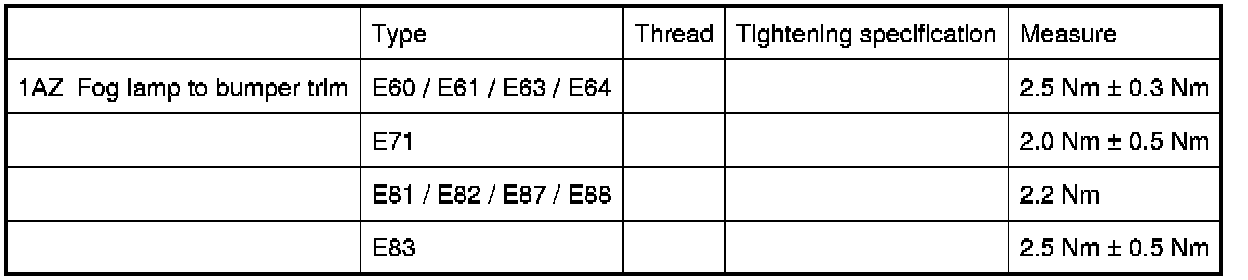 Type Thread Tightening specification Measure
1AZ Fog lamp to bumper trim E60 / E61 / E63 / E64 2.5 Nm ± 0.3 Nm
E71 2.0 Nm ± 0.5 Nm
E81 / E82 / E87 / E88 2.2 Nm
E83 2.5 Nm ± 0.5 Nm